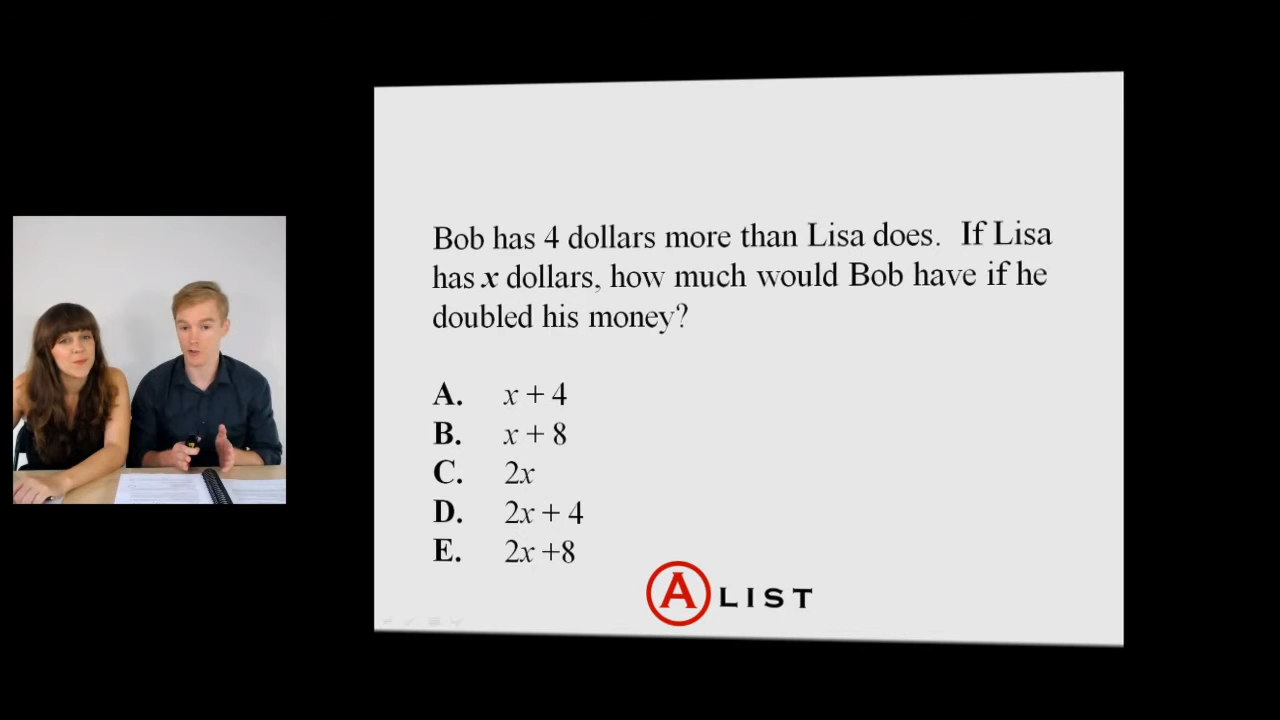 Bob has 4 dollars more than Lisa does. If Lisa
has x dollars, how much would Bob have if he
doubled his money?
A. x + 4
B. x + 8
C. 2x
D. 2x + 4
E. 2x +8
A LIST